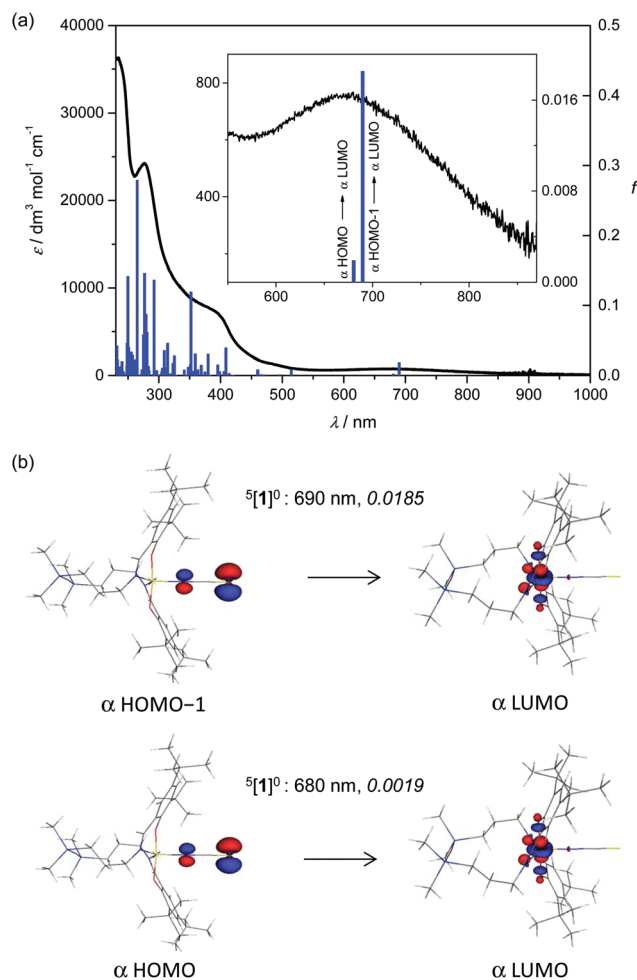 (a)
40000
35000
30000
20000
10000
0
ε / dm³ mol⁻¹ cm⁻¹
0.5
0.4
0.3
0.2
0.1
0.0
f
800
400
0.016
0.008
0.000
α HOMO → α LUMO
α HOMO-1 → α LUMO
600 700 800
300 400 500 600 700 800 900 1000
λ / nm
(b)
⁵[1]⁰ : 690 nm, 0.0185
α HOMO−1 α LUMO
⁵[1]⁰ : 680 nm, 0.0019
α HOMO α LUMO